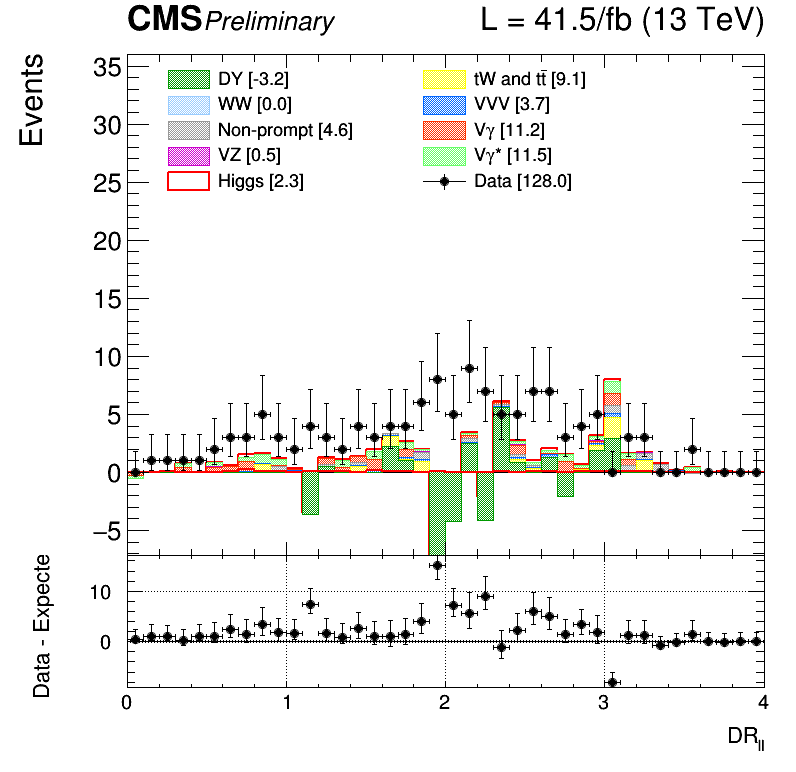 CMS Preliminary L = 41.5/fb (13 TeV)
Events
DY [-3.2]
WW [0.0]
Non-prompt [4.6]
VZ [0.5]
Higgs [2.3]
tW and tt̄ [9.1]
VVV [3.7]
Vγ [11.2]
Vγ* [11.5]
Data [128.0]
35
30
25
20
15
10
5
0
−5
Data - Expecte
10
0
0 1 2 3 4
DR_ll